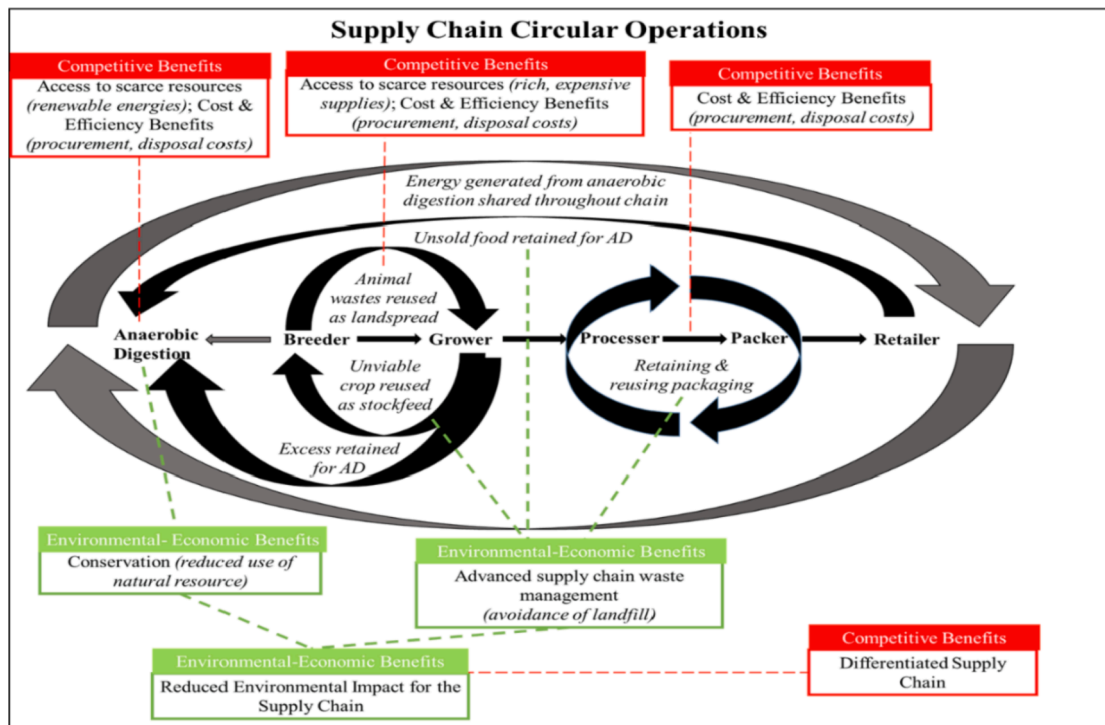 Supply Chain Circular Operations
Competitive Benefits
Access to scarce resources
(renewable energies); Cost &
Efficiency Benefits
(procurement, disposal costs)
Competitive Benefits
Access to scarce resources (rich, expensive
supplies); Cost & Efficiency Benefits
(procurement, disposal costs)
Competitive Benefits
Cost & Efficiency Benefits
(procurement, disposal costs)
Energy generated from anaerobic
digestion shared throughout chain
Unsold food retained for AD
Animal
wastes reused
as landspread
Anaerobic
Digestion
Breeder
Grower
Processer
Packer
Retailer
Unviable
crop reused
as stockfeed
Retaining &
reusing packaging
Excess retained
for AD
Environmental- Economic Benefits
Conservation (reduced use of
natural resource)
Environmental-Economic Benefits
Advanced supply chain waste
management
(avoidance of landfill)
Environmental-Economic Benefits
Reduced Environmental Impact for the
Supply Chain
Competitive Benefits
Differentiated Supply
Chain